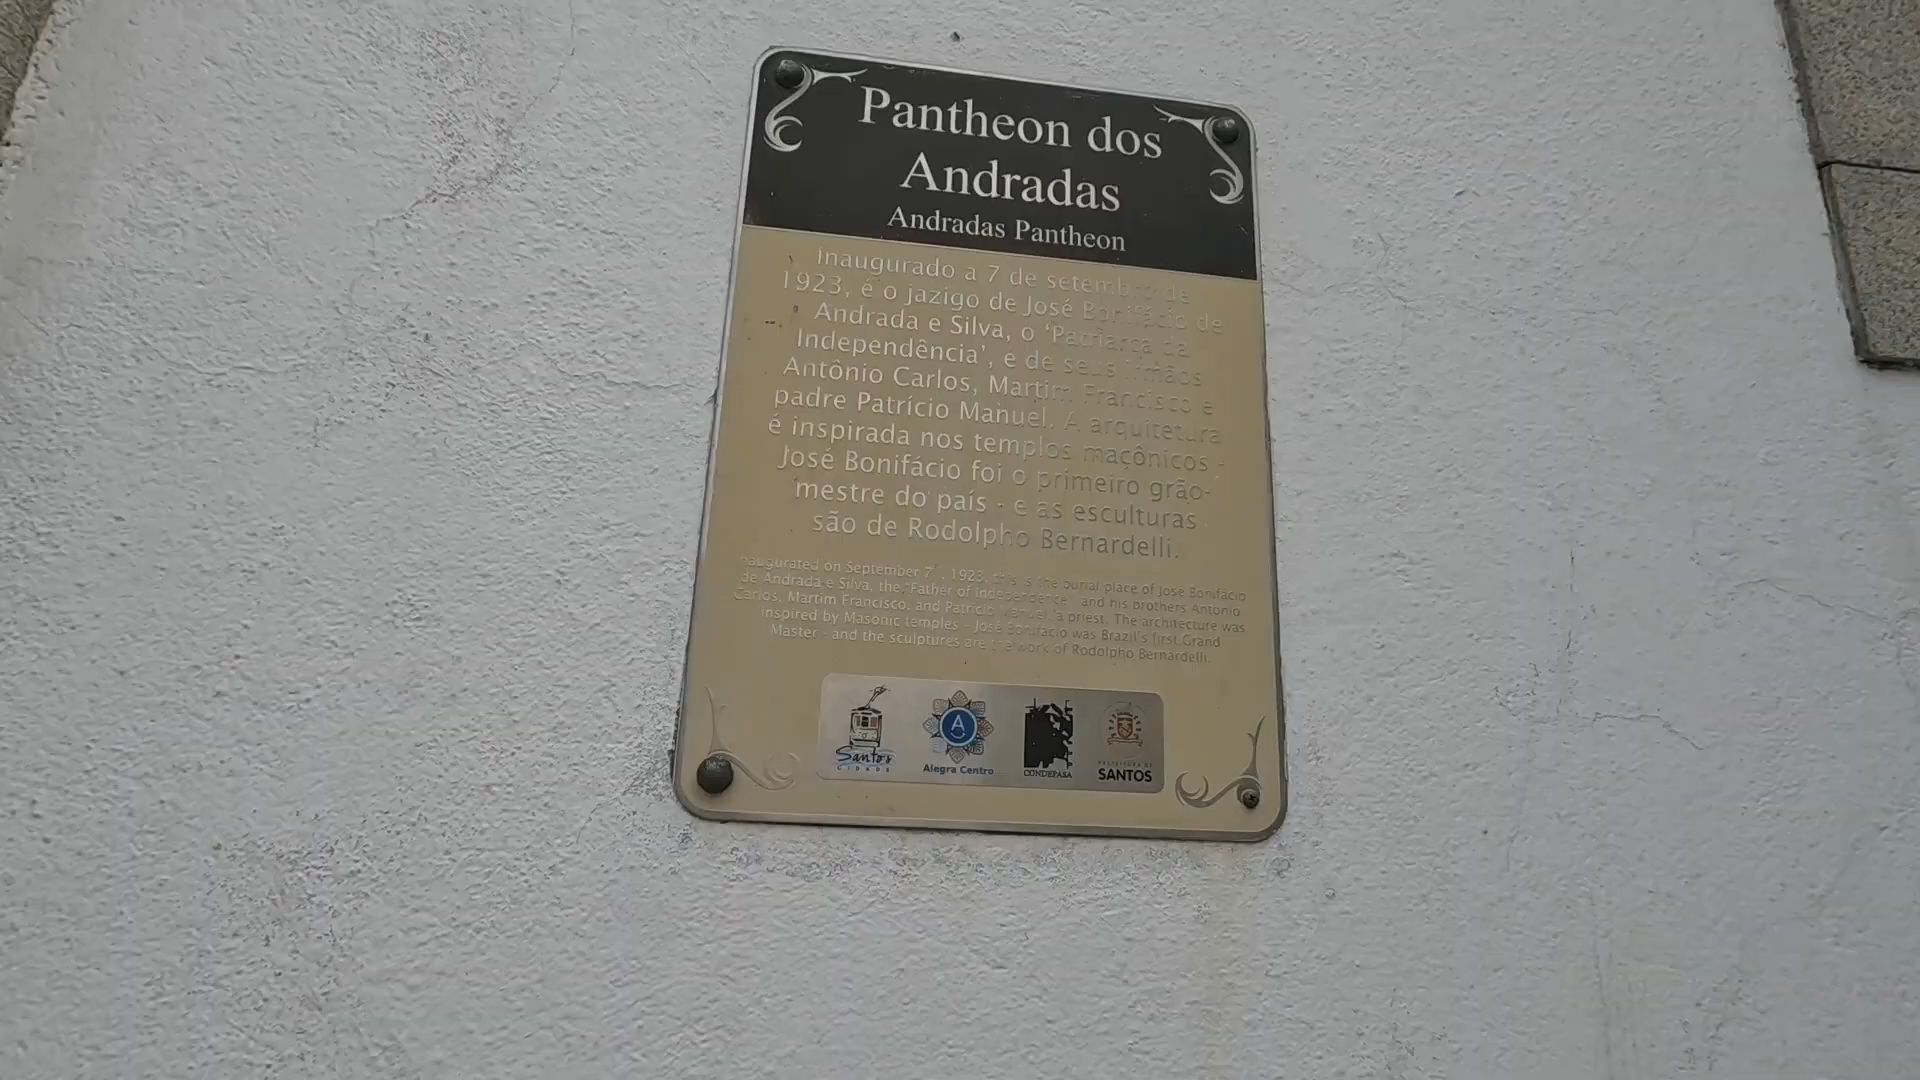 Pantheon dos
Andradas
Andradas Pantheon
Inaugurado a 7 de setembro de
1923, é o jazigo de José Bonifácio de
Andrada e Silva, o 'Patriarca da
Independência', e de seus irmãos
Antônio Carlos, Martim Francisco e
padre Patrício Manuel. A arquitetura
é inspirada nos templos maçônicos -
José Bonifácio foi o primeiro grão-
mestre do país - e as esculturas
são de Rodolpho Bernardelli.
Inaugurated on September 7th, 1923, this is the burial place of José Bonifácio
de Andrada e Silva, the "Father of Independence" and his brothers Antonio
Carlos, Martim Francisco, and Patrício Manuel, a priest. The architecture was
inspired by Masonic temples - José Bonifácio was Brazil's first Grand
Master - and the sculptures are the work of Rodolpho Bernardelli.
Santos
CIDADE
A
Alegra Centro
CONDEPASA
PREFEITURA DE
SANTOS